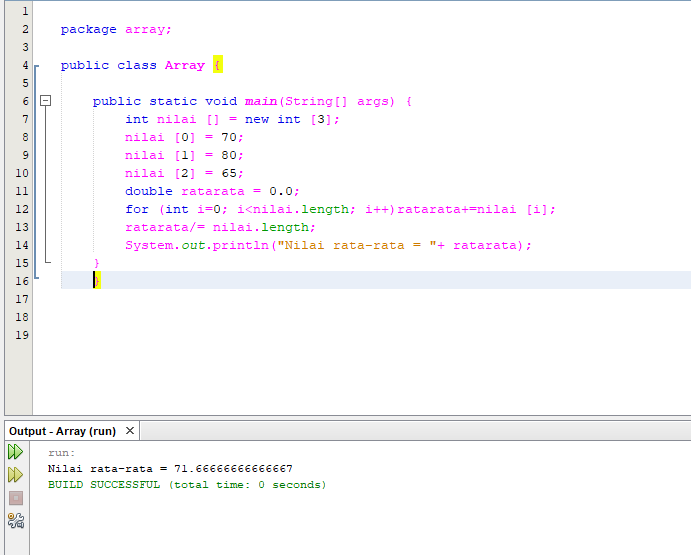 1
2 package array;
3
4 public class Array {
5
6 public static void main(String[] args) {
7 int nilai [] = new int [3];
8 nilai [0] = 70;
9 nilai [1] = 80;
10 nilai [2] = 65;
11 double ratarata = 0.0;
12 for (int i=0; i<nilai.length; i++)ratarata+=nilai [i];
13 ratarata/= nilai.length;
14 System.out.println("Nilai rata-rata = "+ ratarata);
15 }
16 }
17
18
19
Output - Array (run) ×
run:
Nilai rata-rata = 71.66666666666667
BUILD SUCCESSFUL (total time: 0 seconds)